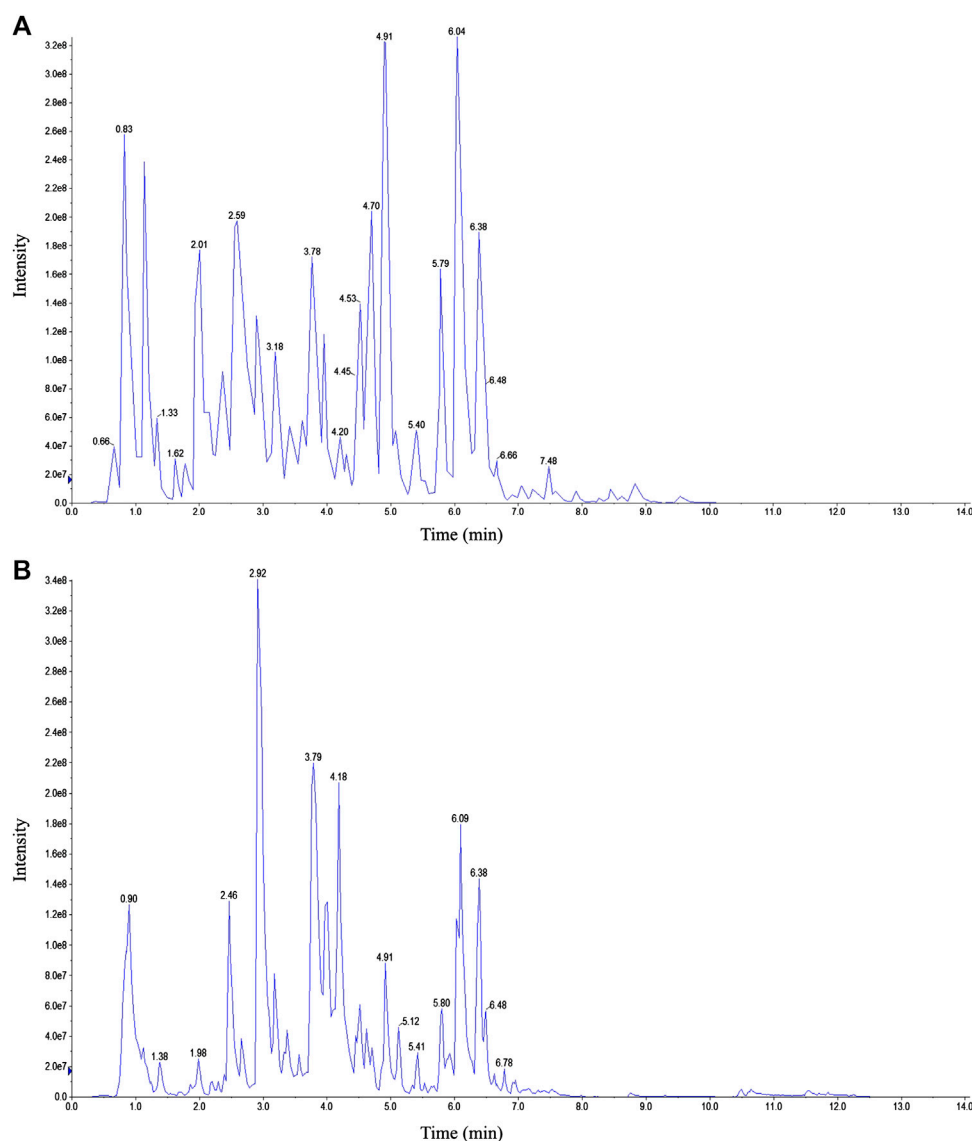 A
3.2e8
3.0e8
2.8e8
2.6e8
2.4e8
2.2e8
2.0e8
1.8e8
1.6e8
1.4e8
1.2e8
1.0e8
8.0e7
6.0e7
4.0e7
2.0e7
0.0
Intensity
0.66
0.83
1.33
1.62
2.01
2.59
3.18
3.78
4.20
4.45
4.53
4.70
4.91
5.40
5.79
6.04
6.38
6.48
6.66
7.48
0.0 1.0 2.0 3.0 4.0 5.0 6.0 7.0 8.0 9.0 10.0 11.0 12.0 13.0 14.0
Time (min)
B
3.4e8
3.2e8
3.0e8
2.8e8
2.6e8
2.4e8
2.2e8
2.0e8
1.8e8
1.6e8
1.4e8
1.2e8
1.0e8
8.0e7
6.0e7
4.0e7
2.0e7
0.0
Intensity
0.90
1.38
1.98
2.46
2.92
3.79
4.18
4.91
5.12
5.41
5.80
6.09
6.38
6.48
6.78
0.0 1.0 2.0 3.0 4.0 5.0 6.0 7.0 8.0 9.0 10.0 11.0 12.0 13.0 14.0
Time (min)